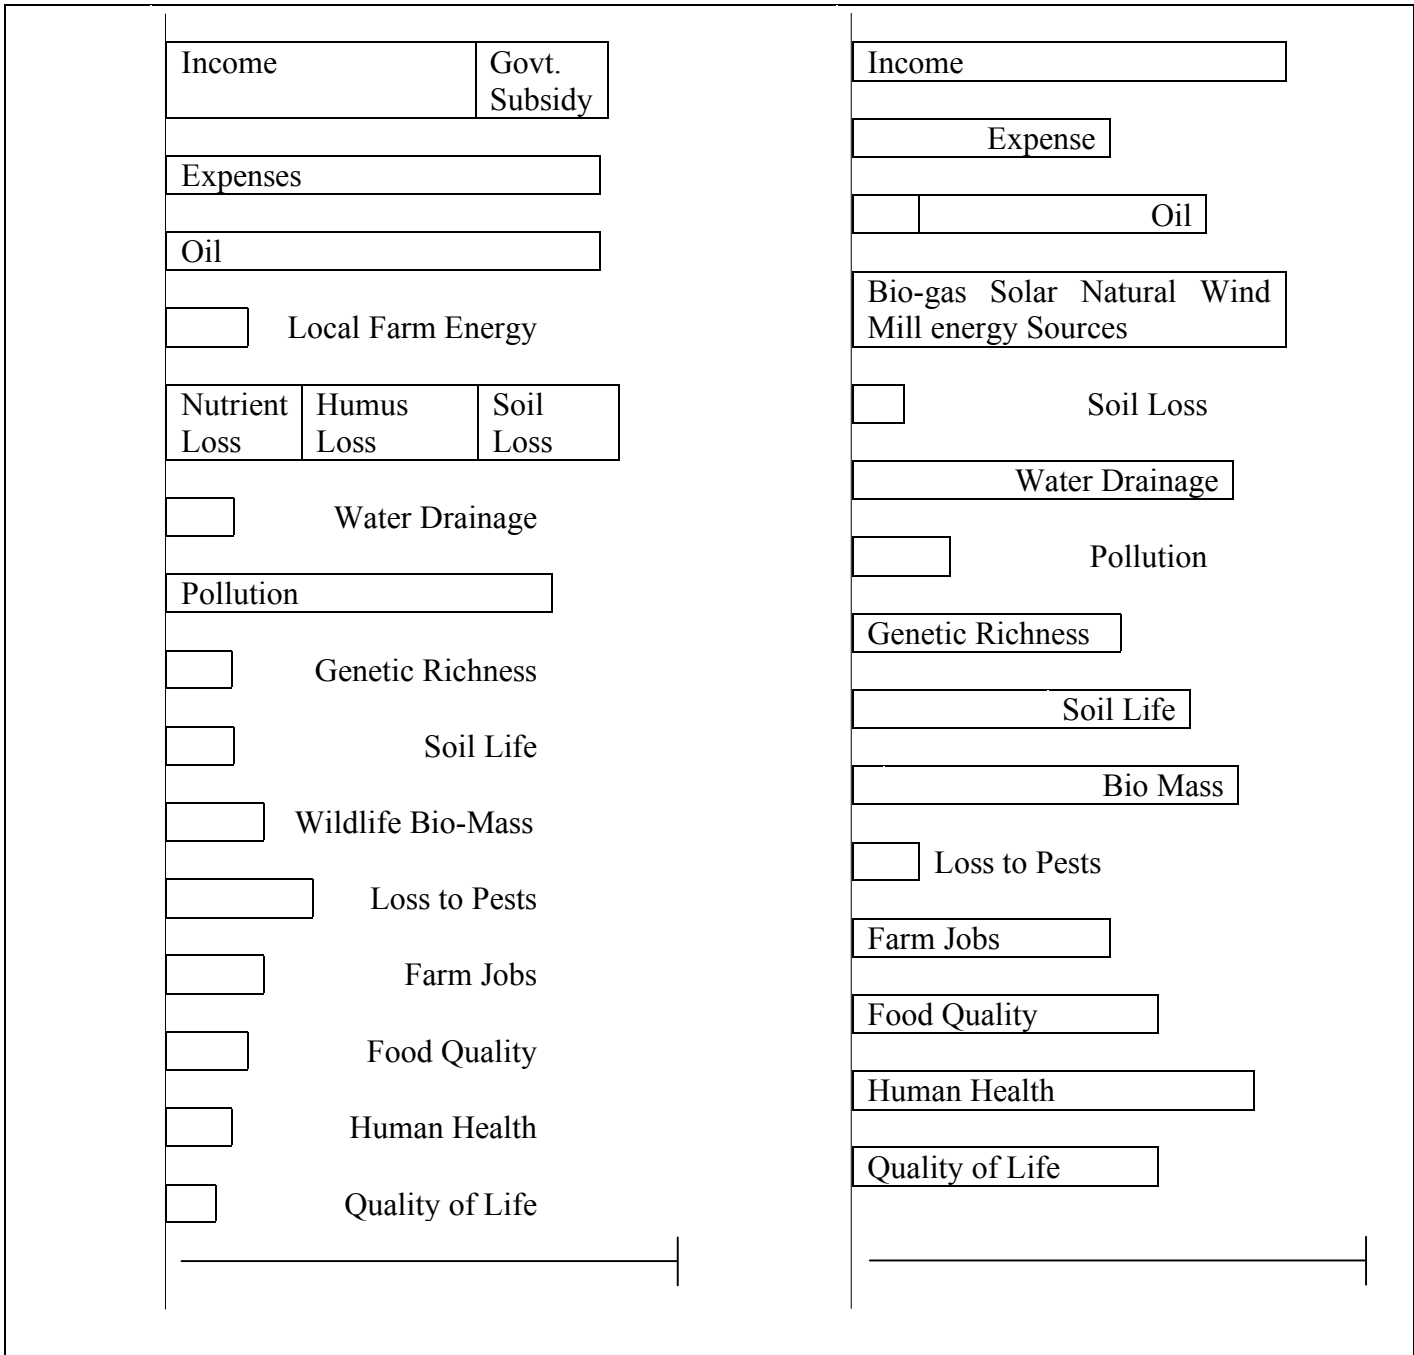 Income
Govt.
Subsidy
Expenses
Oil
Local Farm Energy
Nutrient
Loss
Humus
Loss
Soil
Loss
Water Drainage
Pollution
Genetic Richness
Soil Life
Wildlife Bio-Mass
Loss to Pests
Farm Jobs
Food Quality
Human Health
Quality of Life
Income
Expense
Oil
Bio-gas Solar Natural Wind
Mill energy Sources
Soil Loss
Water Drainage
Pollution
Genetic Richness
Soil Life
Bio Mass
Loss to Pests
Farm Jobs
Food Quality
Human Health
Quality of Life